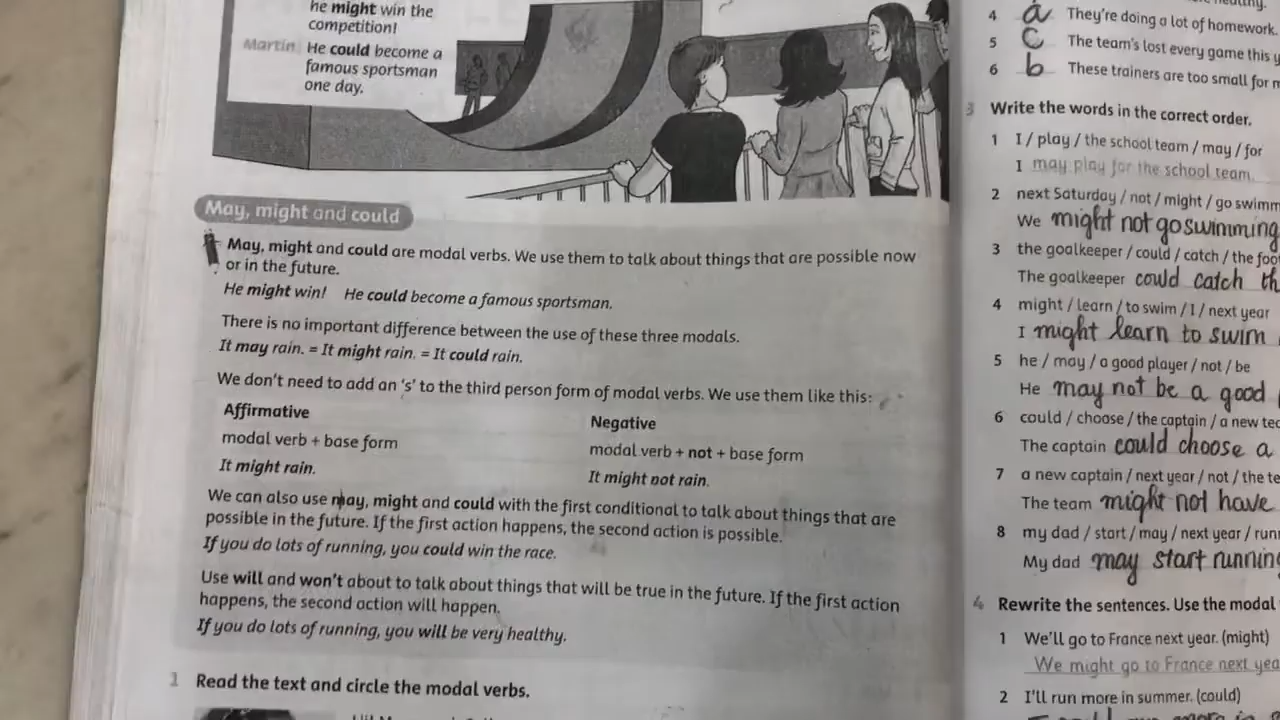 he might win the
competition!
Martin He could become a
famous sportsman
one day.
May, might and could
May, might and could are modal verbs. We use them to talk about things that are possible now
or in the future.
He might win! He could become a famous sportsman.
There is no important difference between the use of these three modals.
It may rain. = It might rain. = It could rain.
We don't need to add an 's' to the third person form of modal verbs. We use them like this:
Affirmative
modal verb + base form
It might rain.
Negative
modal verb + not + base form
It might not rain.
We can also use may, might and could with the first conditional to talk about things that are
possible in the future. If the first action happens, the second action is possible.
If you do lots of running, you could win the race.
Use will and won't about to talk about things that will be true in the future. If the first action
happens, the second action will happen.
If you do lots of running, you will be very healthy.
1 Read the text and circle the modal verbs.
4 a They're doing a lot of homework.
5 c The team's lost every game this
6 b These trainers are too small for
3 Write the words in the correct order.
1 I / play / the school team / may / for
I may play for the school team.
2 next Saturday / not / might / go
We might not go swimming
3 the goalkeeper / could / catch / the
The goalkeeper could catch
4 might / learn / to swim / I / next year
I might learn to swim
5 he / may / a good player / not / be
He may not be a good
6 could / choose / the captain / a new
The captain could choose a
7 a new captain / next year / not / the
The team might not have
8 my dad / start / may / next year /
My dad may start running
4 Rewrite the sentences. Use the modal
1 We'll go to France next year. (might)
We might go to France next
2 I'll run more in summer. (could)